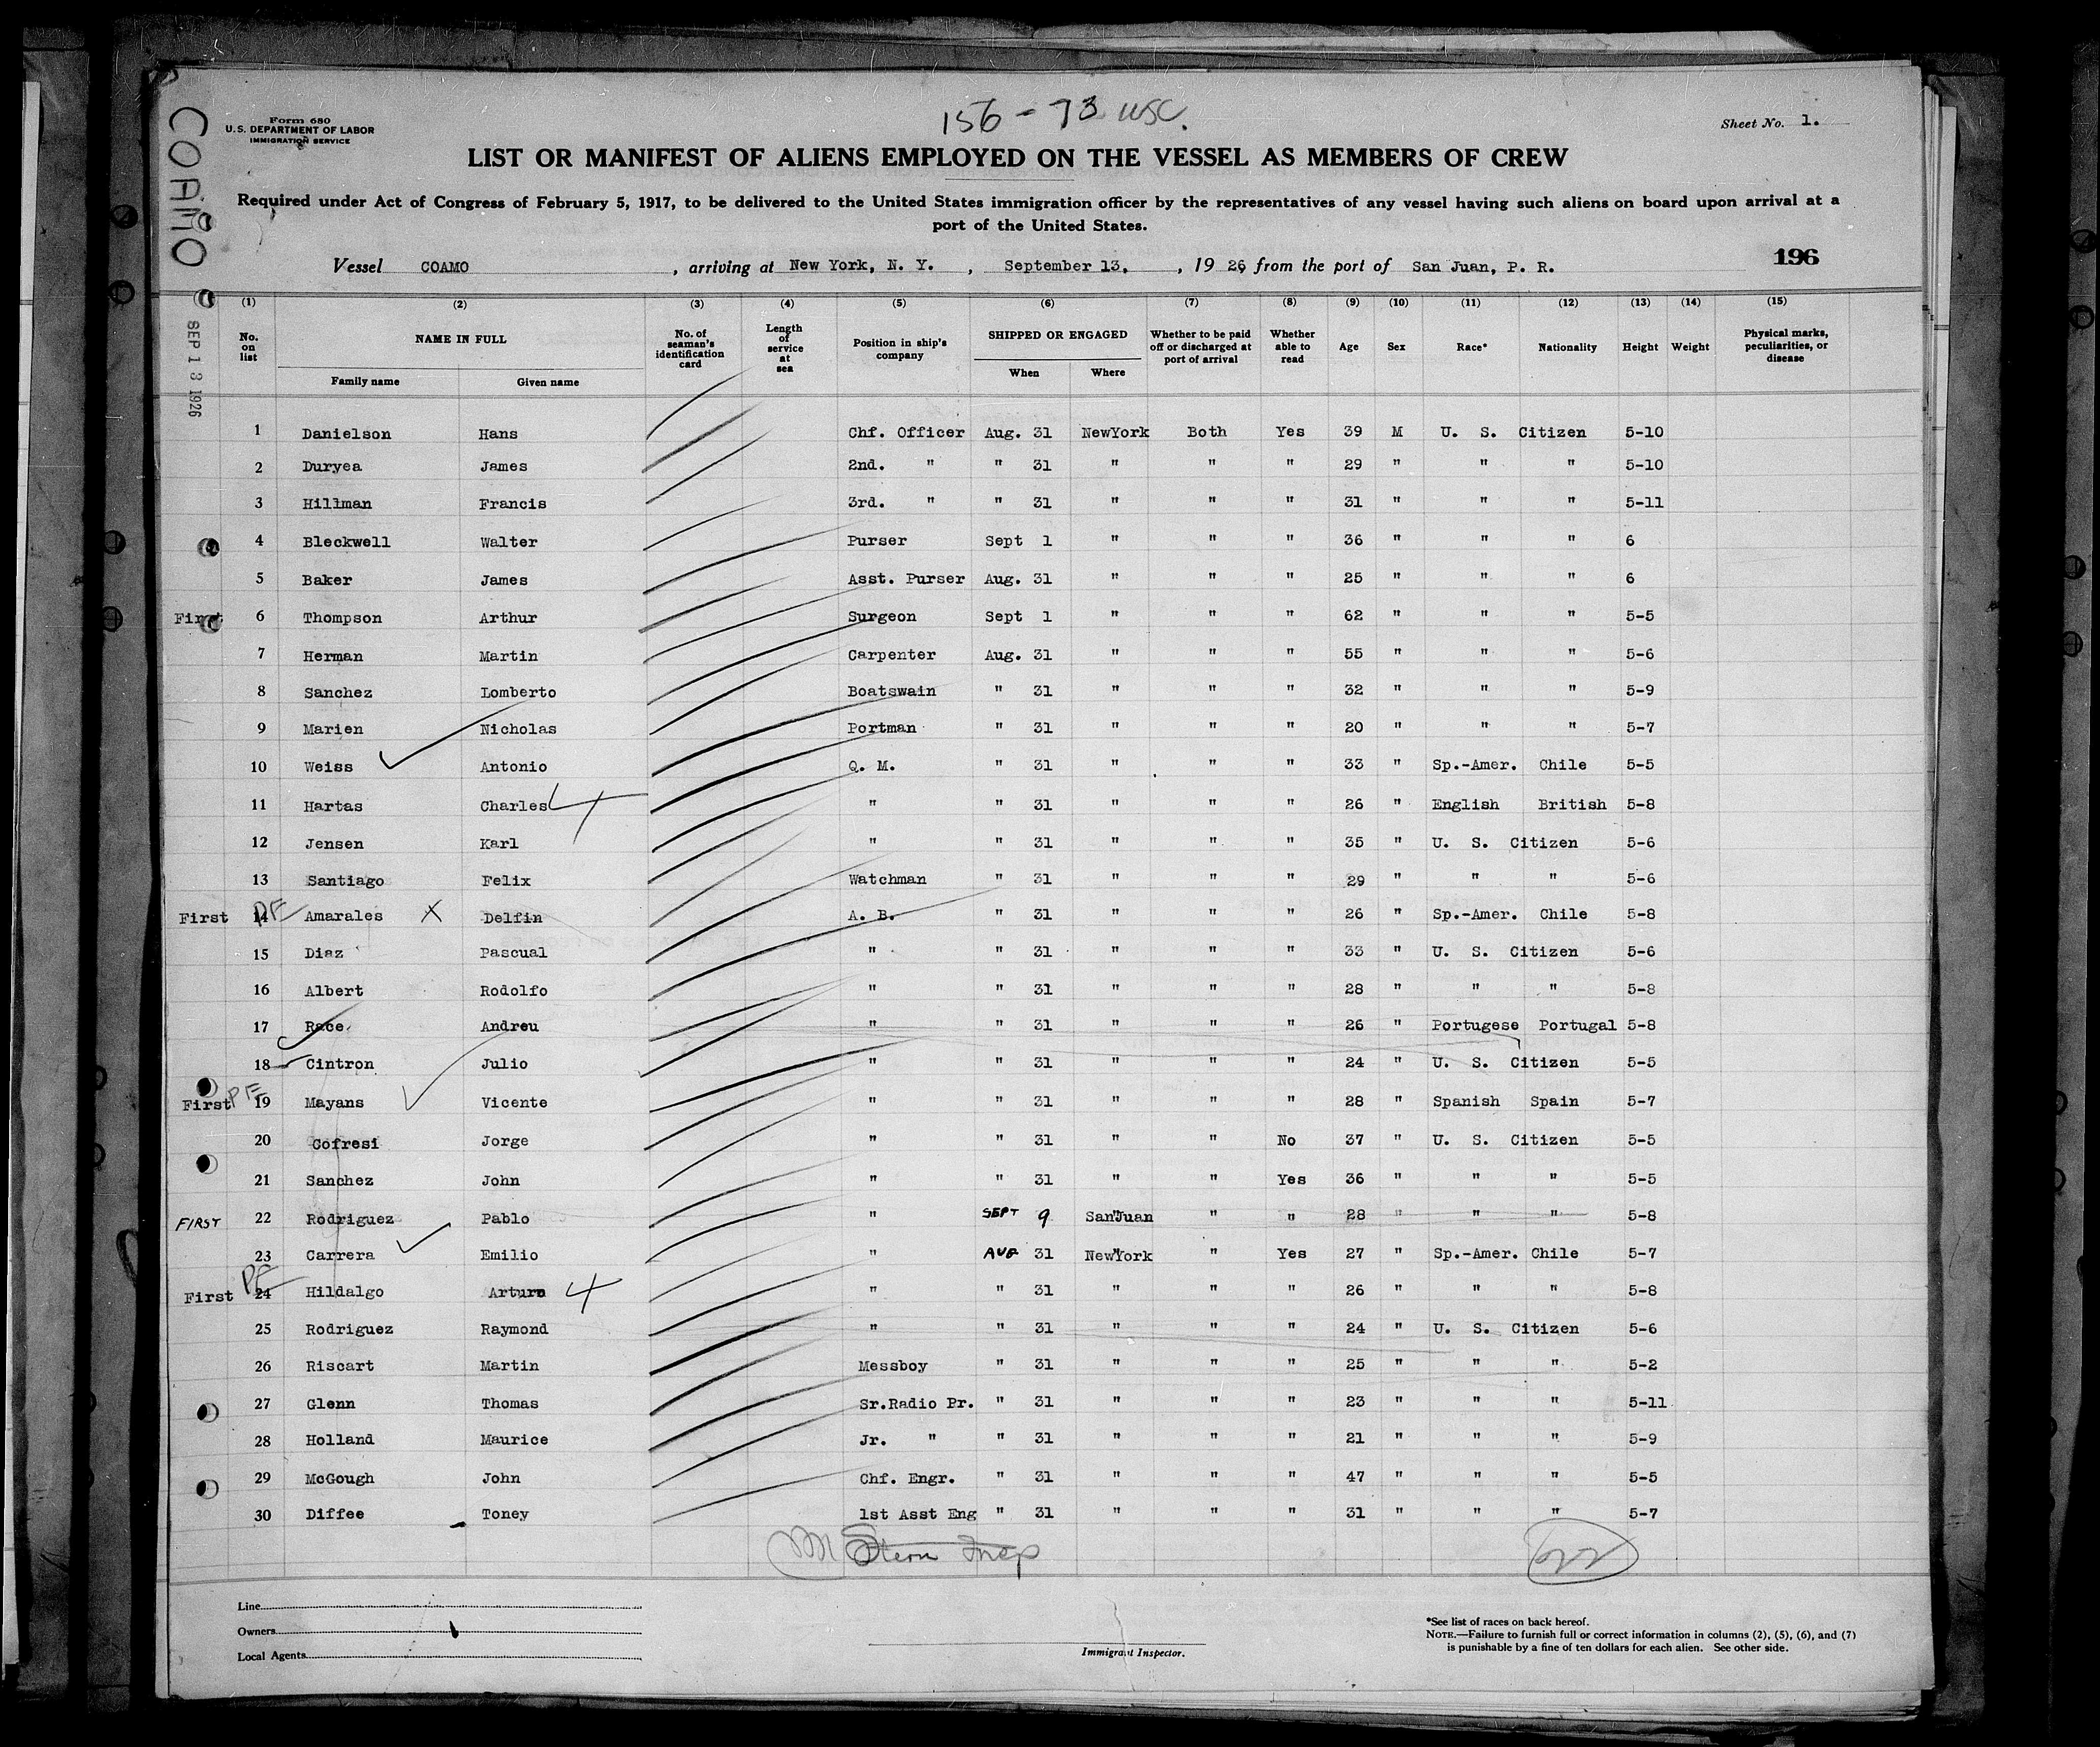 156 - 73 USC.
Form 680
U.S. DEPARTMENT OF LABOR
IMMIGRATION SERVICE
Sheet No. 1.
COAMO
SEP 13 1926
LIST OR MANIFEST OF ALIENS EMPLOYED ON THE VESSEL AS MEMBERS OF CREW
Required under Act of Congress of February 5, 1917, to be delivered to the United States immigration officer by the representatives of any vessel having such aliens on board upon arrival at a
port of the United States.
Vessel COAMO, arriving at New York, N. Y., September 13, , 19 26 from the port of San Juan, P. R. 196
(1) (2) (3) (4) (5) (6) (7) (8) (9) (10) (11) (12) (13) (14) (15)
No. on list NAME IN FULL Family name Given name No. of seaman's identification card Length of service at sea Position in ship's company SHIPPED OR ENGAGED When Where Whether to be paid off or discharged at port of arrival Whether able to read Age Sex Race* Nationality Height Weight Physical marks, peculiarities, or disease
1 Danielson Hans Chf. Officer Aug. 31 NewYork Both Yes 39 M U. S. Citizen 5-10
2 Duryea James 2nd. " " 31 " " " 29 " " " 5-10
3 Hillman Francis 3rd. " " 31 " " " 31 " " " 5-11
4 Bleckwell Walter Purser Sept 1 " " " 36 " " " 6
5 Baker James Asst. Purser Aug. 31 " " " 25 " " " 6
First 6 Thompson Arthur Surgeon Sept 1 " " " 62 " " " 5-5
7 Herman Martin Carpenter Aug. 31 " " " 55 " " " 5-6
8 Sanchez Lomberto Boatswain " 31 " " " 32 " " " 5-9
9 Marien Nicholas Portman " 31 " " " 20 " " " 5-7
10 Weiss Antonio Q. M. " 31 " " " 33 " Sp.-Amer. Chile 5-5
11 Hartas Charles " " 31 " " " 26 " English British 5-8
12 Jensen Karl " " 31 " " " 35 " U. S. Citizen 5-6
13 Santiago Felix Watchman " 31 " " " 29 " " " 5-6
First PF 14 Amarales X Delfin A. B. " 31 " " " 26 " Sp.-Amer. Chile 5-8
15 Diaz Pascual " " 31 " " " 33 " U. S. Citizen 5-6
16 Albert Rodolfo " " 31 " " " 28 " " " 5-8
17 Race Andreu " " 31 " " " 26 " Portugese Portugal 5-8
18 Cintron Julio " " 31 " " " 24 " U. S. Citizen 5-5
First PF 19 Mayans Vicente " " 31 " " " 28 " Spanish Spain 5-7
20 Cofresi Jorge " " 31 " " No 37 " U. S. Citizen 5-5
21 Sanchez John " " 31 " " Yes 36 " " " 5-5
FIRST 22 Rodriguez Pablo " SEPT 9 SanJuan " " 28 " " " 5-8
23 Carrera Emilio " AUG 31 NewYork " Yes 27 " Sp.-Amer. Chile 5-7
First PF 24 Hildalgo Arturo " " 31 " " " 26 " " " 5-8
25 Rodriguez Raymond " " 31 " " " 24 " U. S. Citizen 5-6
26 Riscart Martin Messboy " 31 " " " 25 " " " 5-2
27 Glenn Thomas Sr.Radio Pr. " 31 " " " 23 " " " 5-11
28 Holland Maurice Jr. " " 31 " " " 21 " " " 5-9
29 McGough John Chf. Engr. " 31 " " " 47 " " " 5-5
30 Diffee Toney 1st Asst Eng " 31 " " " 31 " " " 5-7
M Stern Insp
Line
Owners
Local Agents
Immigrant Inspector.
*See list of races on back hereof.
NOTE.—Failure to furnish full or correct information in columns (2), (5), (6), and (7)
is punishable by a fine of ten dollars for each alien. See other side.